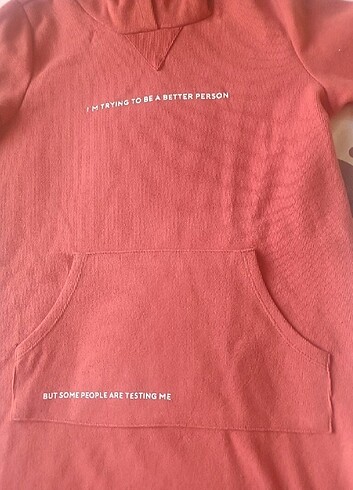 I M TRYING TO BE A BETTER PERSON
BUT SOME PEOPLE ARE TESTING ME